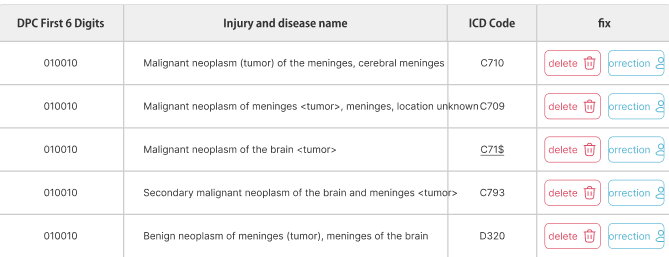 DPC First 6 Digits Injury and disease name ICD Code fix
010010 Malignant neoplasm (tumor) of the meninges, cerebral meninges C710 delete orrection
010010 Malignant neoplasm of meninges <tumor>, meninges, location unknown C709 delete orrection
010010 Malignant neoplasm of the brain <tumor> C71$ delete orrection
010010 Secondary malignant neoplasm of the brain and meninges <tumor> C793 delete orrection
010010 Benign neoplasm of meninges (tumor), meninges of the brain D320 delete orrection